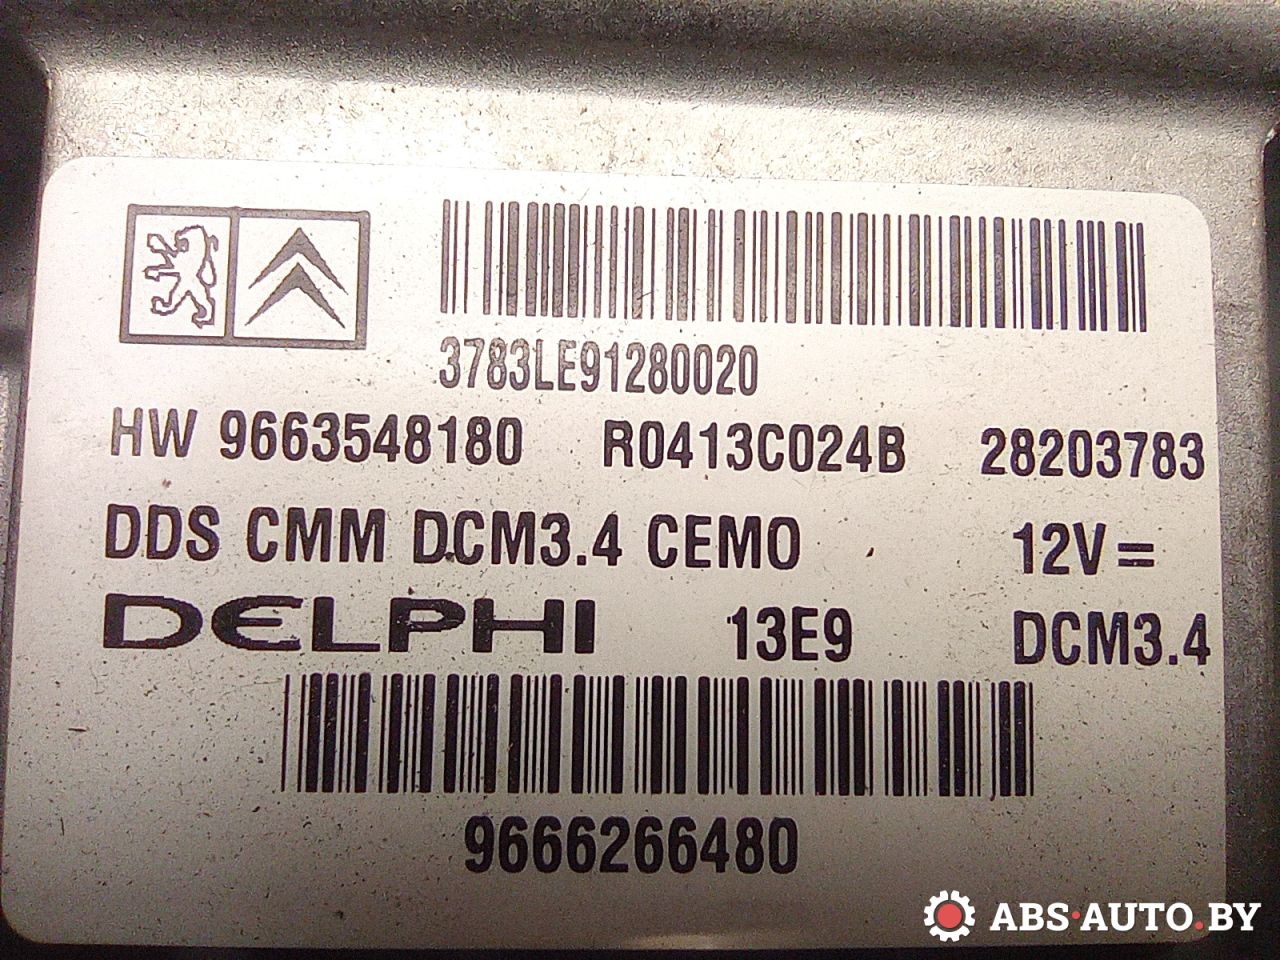 3783LE91280020
HW 9663548180 R0413C024B 28203783
DDS CMM DCM3.4 CEMO 12V =
DELPHI 13E9 DCM3.4
9666266480
ABS·AUTO.BY